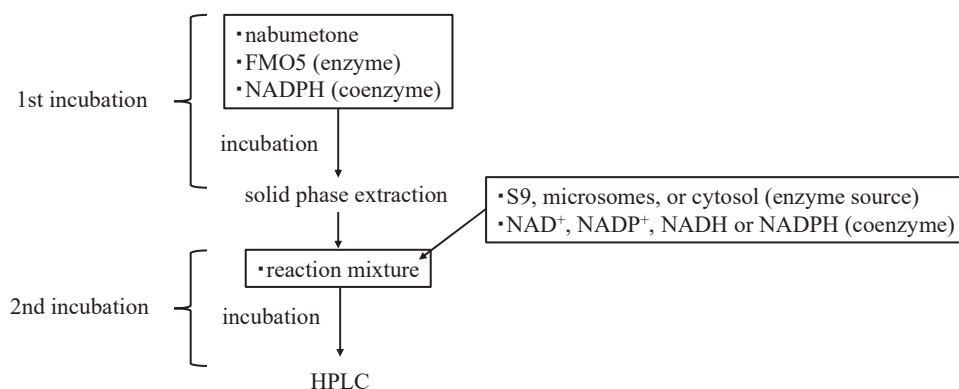 ・nabumetone
・FMO5 (enzyme)
・NADPH (coenzyme)
1st incubation
incubation
solid phase extraction
・S9, microsomes, or cytosol (enzyme source)
・NAD⁺, NADP⁺, NADH or NADPH (coenzyme)
・reaction mixture
2nd incubation
incubation
HPLC